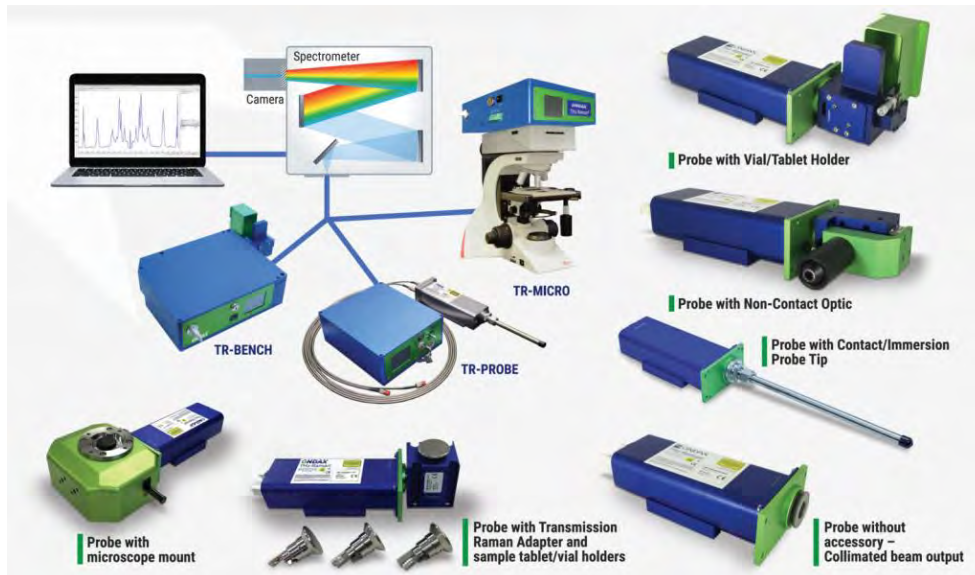 Spectrometer
Camera
TR-MICRO
TR-BENCH
TR-PROBE
Probe with Vial/Tablet Holder
Probe with Non-Contact Optic
Probe with Contact/Immersion
Probe Tip
Probe with
microscope mount
ONDAX
Probe with Transmission
Raman Adapter and
sample tablet/vial holders
Probe without
accessory –
Collimated beam output